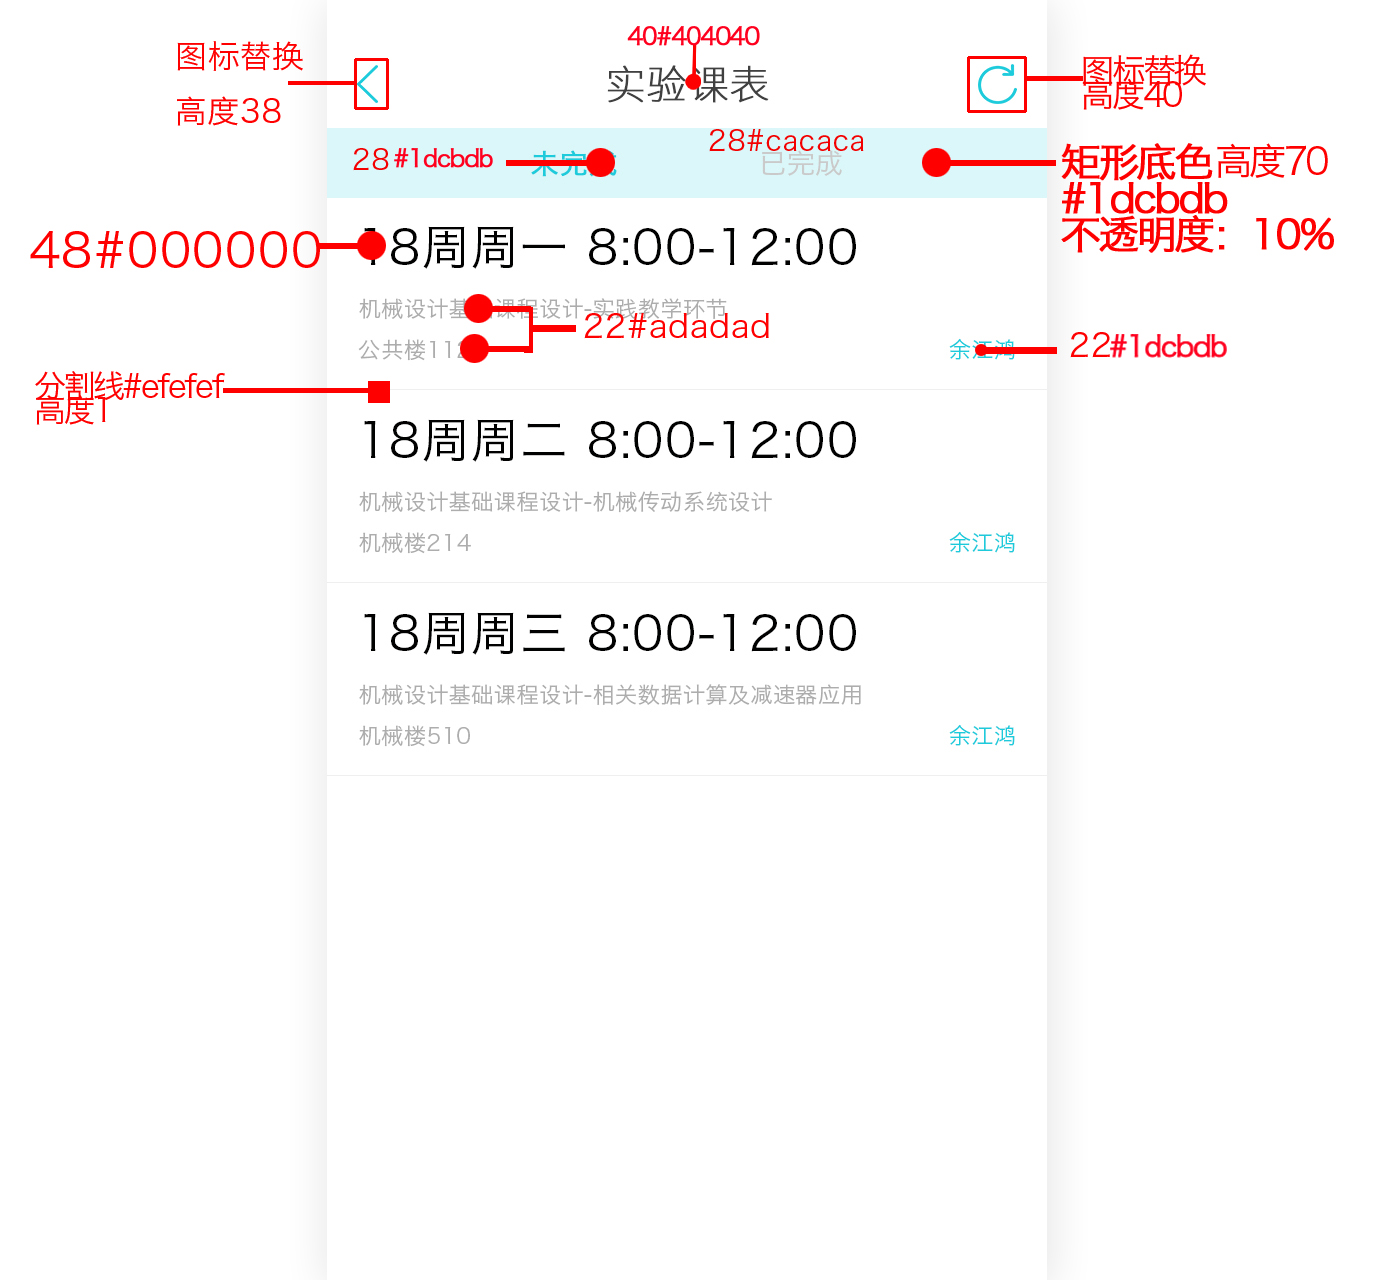 40#404040
图标替换
高度38
实验课表
图标替换
高度40
28#1dcbdb
未完成
28#cacaca
已完成
矩形底色高度70
#1dcbdb
不透明度：10%
48#000000
18周周一 8:00-12:00
机械设计基础课程设计-实践教学环节
22#adadad
公共楼112
余江鸿
22#1dcbdb
分割线#efefef
高度1
18周周二 8:00-12:00
机械设计基础课程设计-机械传动系统设计
机械楼214
余江鸿
18周周三 8:00-12:00
机械设计基础课程设计-相关数据计算及减速器应用
机械楼510
余江鸿